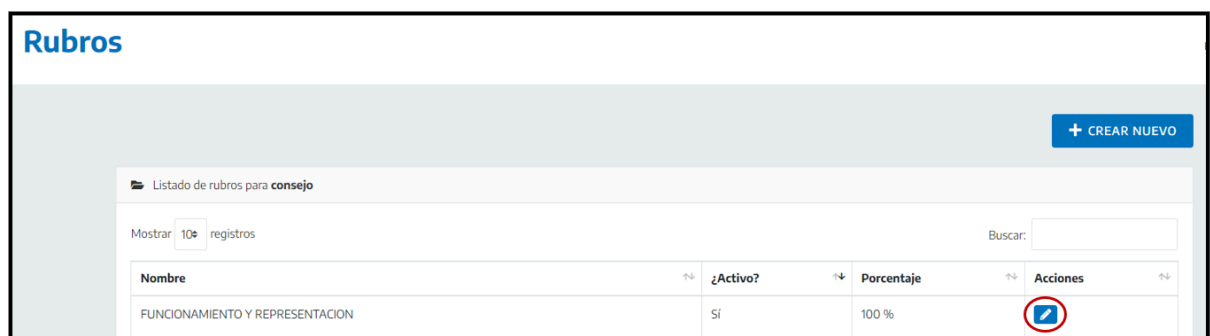 Rubros
+ CREAR NUEVO
Listado de rubros para consejo
Mostrar 10 registros
Buscar:
Nombre ¿Activo? Porcentaje Acciones
FUNCIONAMIENTO Y REPRESENTACION Sí 100 %